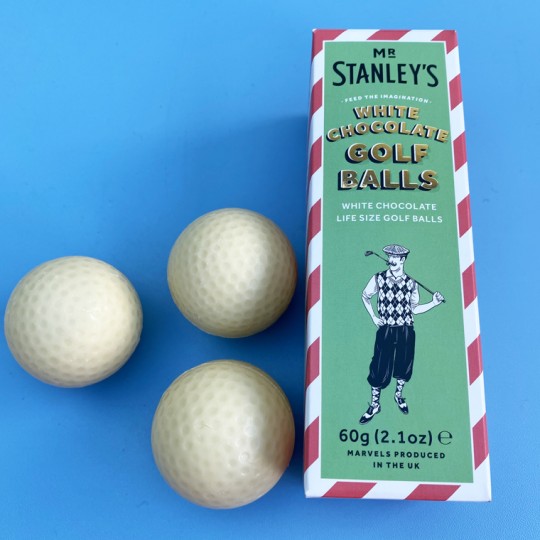 MR
STANLEY'S
· FEED THE IMAGINATION ·
WHITE
CHOCOLATE
GOLF
BALLS
WHITE CHOCOLATE
LIFE SIZE GOLF BALLS
60g (2.1oz) ℮
MARVELS PRODUCED
IN THE UK